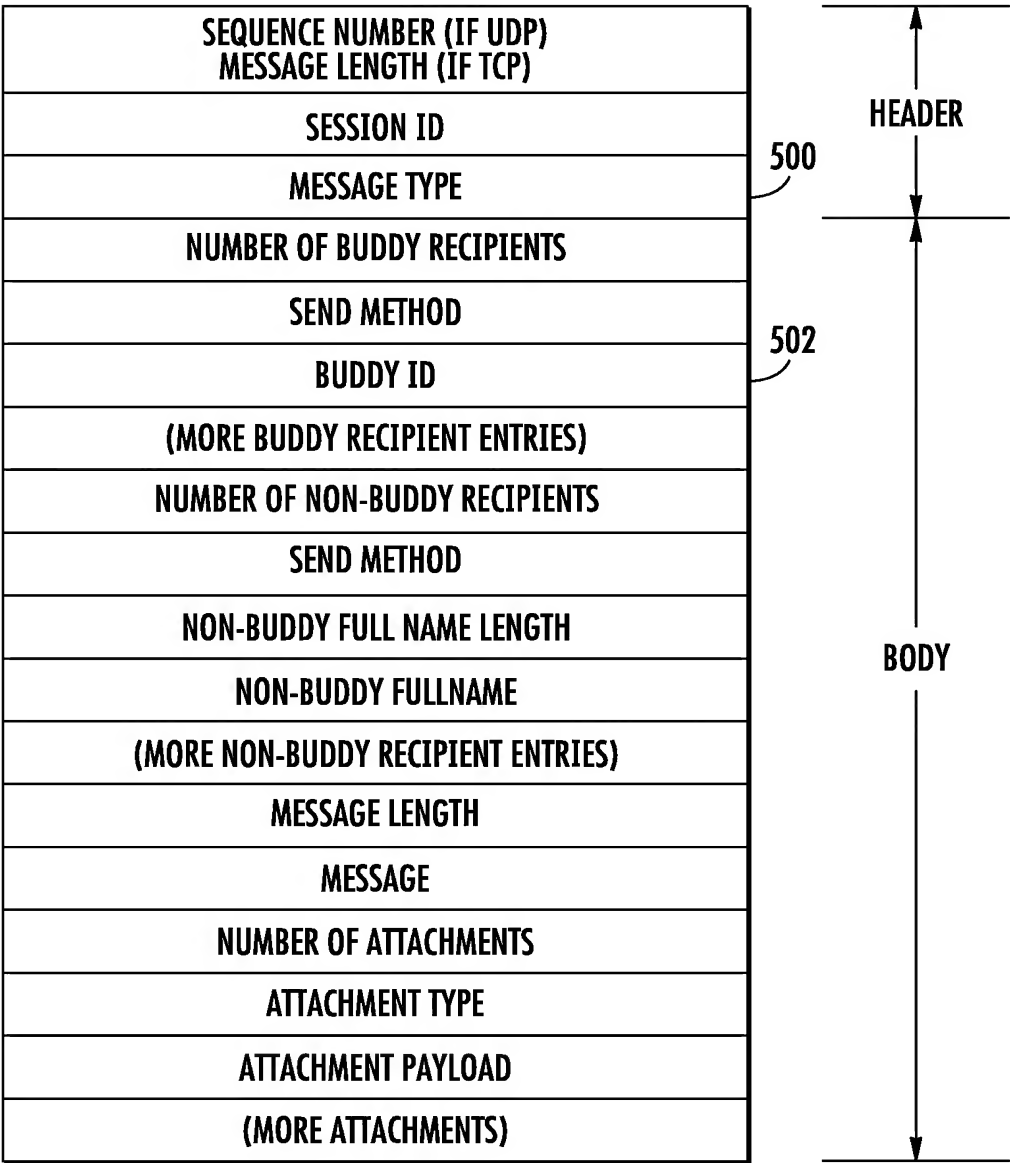 SEQUENCE NUMBER (IF UDP)
MESSAGE LENGTH (IF TCP)
SESSION ID
MESSAGE TYPE
NUMBER OF BUDDY RECIPIENTS
SEND METHOD
BUDDY ID
(MORE BUDDY RECIPIENT ENTRIES)
NUMBER OF NON-BUDDY RECIPIENTS
SEND METHOD
NON-BUDDY FULL NAME LENGTH
NON-BUDDY FULLNAME
(MORE NON-BUDDY RECIPIENT ENTRIES)
MESSAGE LENGTH
MESSAGE
NUMBER OF ATTACHMENTS
ATTACHMENT TYPE
ATTACHMENT PAYLOAD
(MORE ATTACHMENTS)
500
502
HEADER
BODY